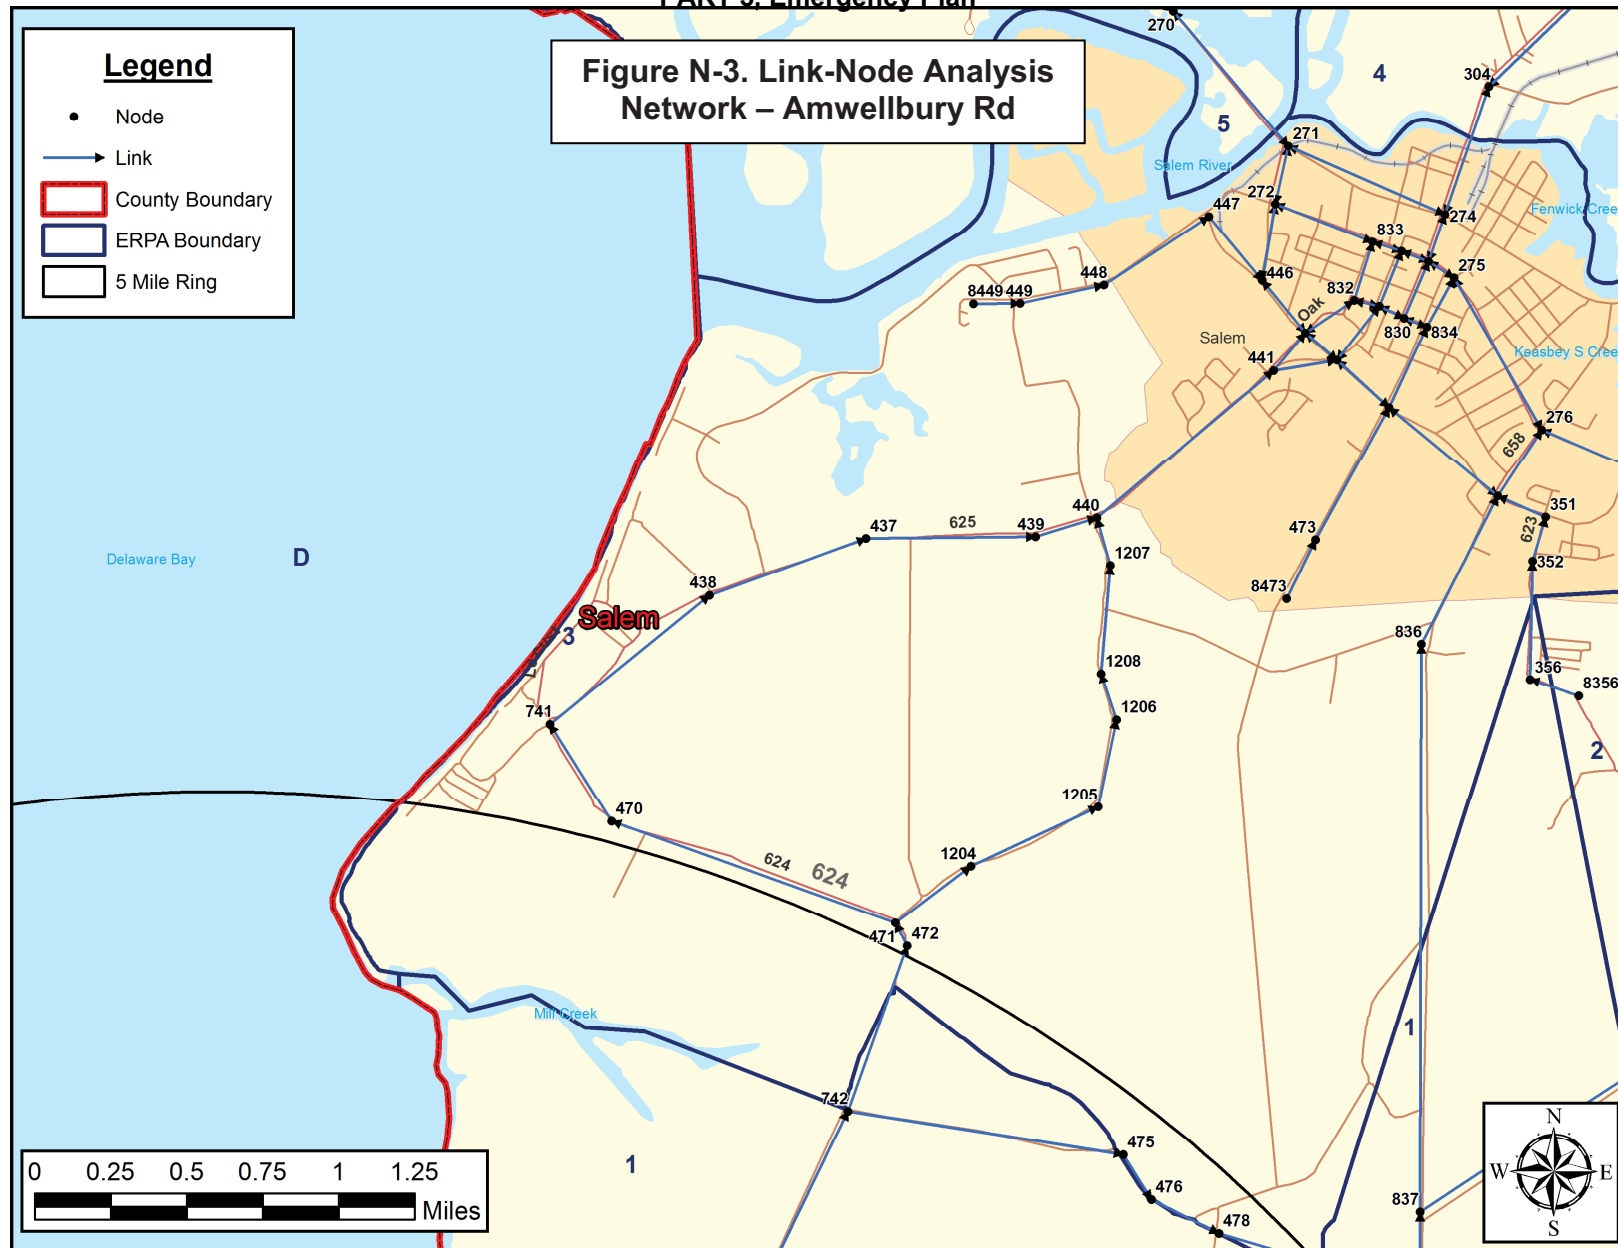 PART 5, Emergency Plan
Legend
Node
Link
County Boundary
ERPA Boundary
5 Mile Ring
Figure N-3. Link-Node Analysis
Network – Amwellbury Rd
270
304
4
5
271
Salem River
272
447
274
Fenwick Cree
833
446
275
448
8449 449
832
Oak
830 834
Salem
441
Keasbey S Cree
276
658
440
437
625
439
351
623
473
352
Delaware Bay
D
1207
438
8473
Salem
3
836
1208
356
8356
1206
741
2
1205
470
624
624
1204
471
472
Mill Creek
1
742
475
1
476
478
837
0 0.25 0.5 0.75 1 1.25
Miles
N
W E
S